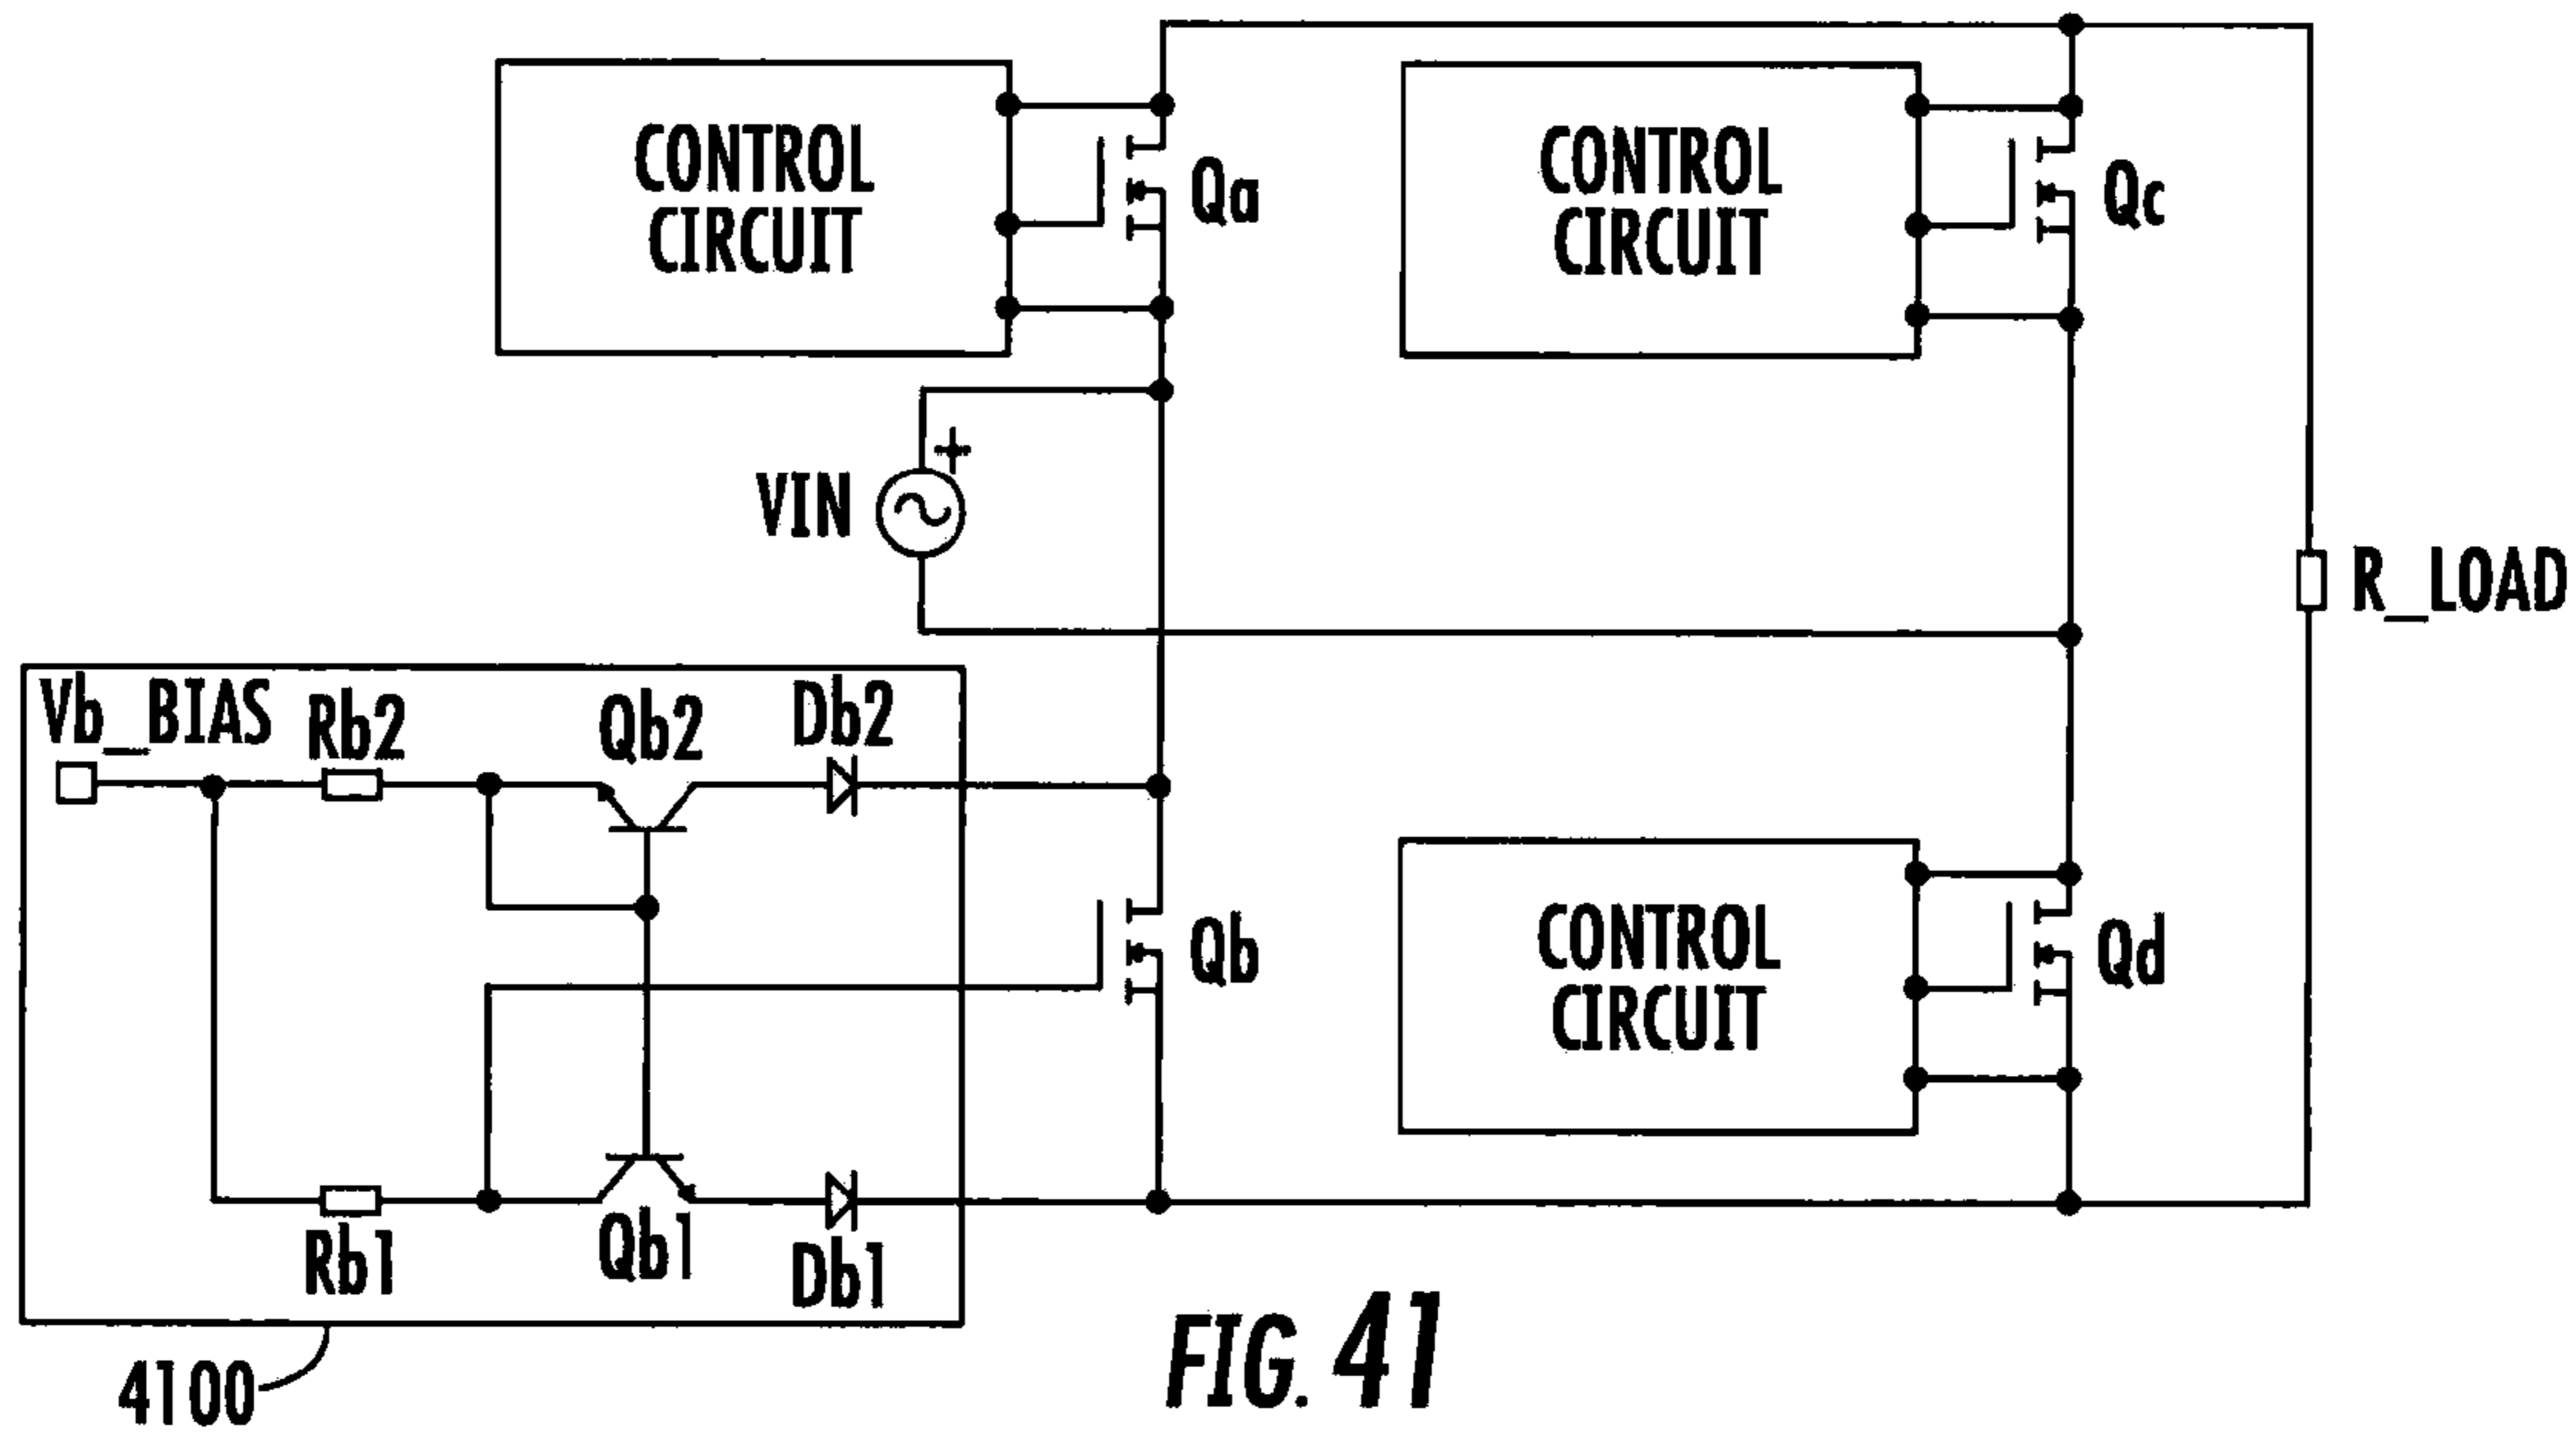 CONTROL
CIRCUIT
Qa
CONTROL
CIRCUIT
Qc
+
VIN
R_LOAD
Vb_BIAS
Rb2
Qb2
Db2
Qb
CONTROL
CIRCUIT
Qd
Rb1
Qb1
Db1
4100
FIG. 41